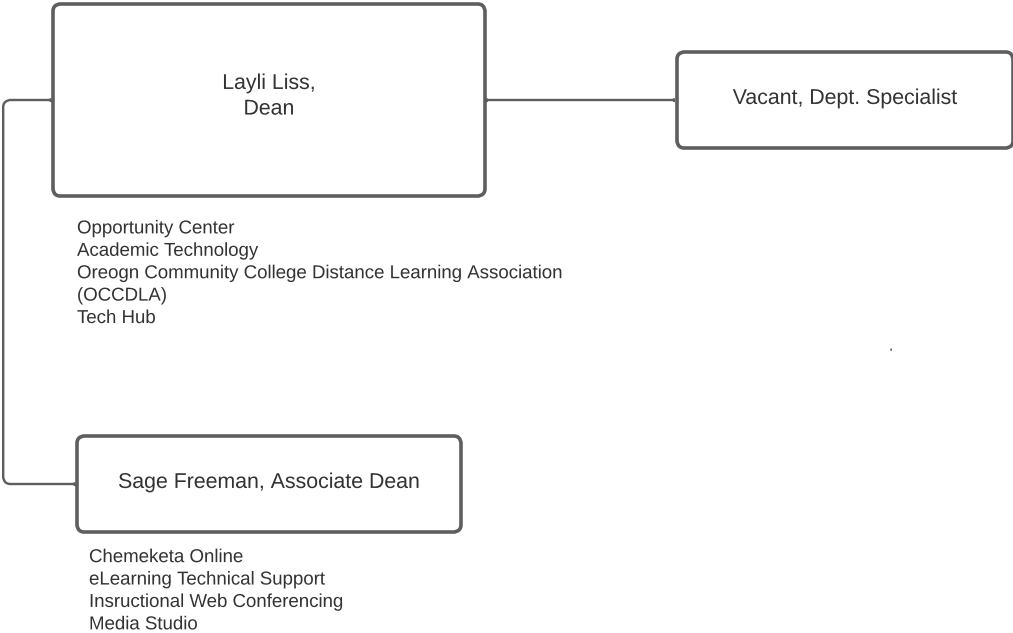 Layli Liss,
Dean
Vacant, Dept. Specialist
Opportunity Center
Academic Technology
Oreogn Community College Distance Learning Association
(OCCDLA)
Tech Hub
Sage Freeman, Associate Dean
Chemeketa Online
eLearning Technical Support
Insructional Web Conferencing
Media Studio